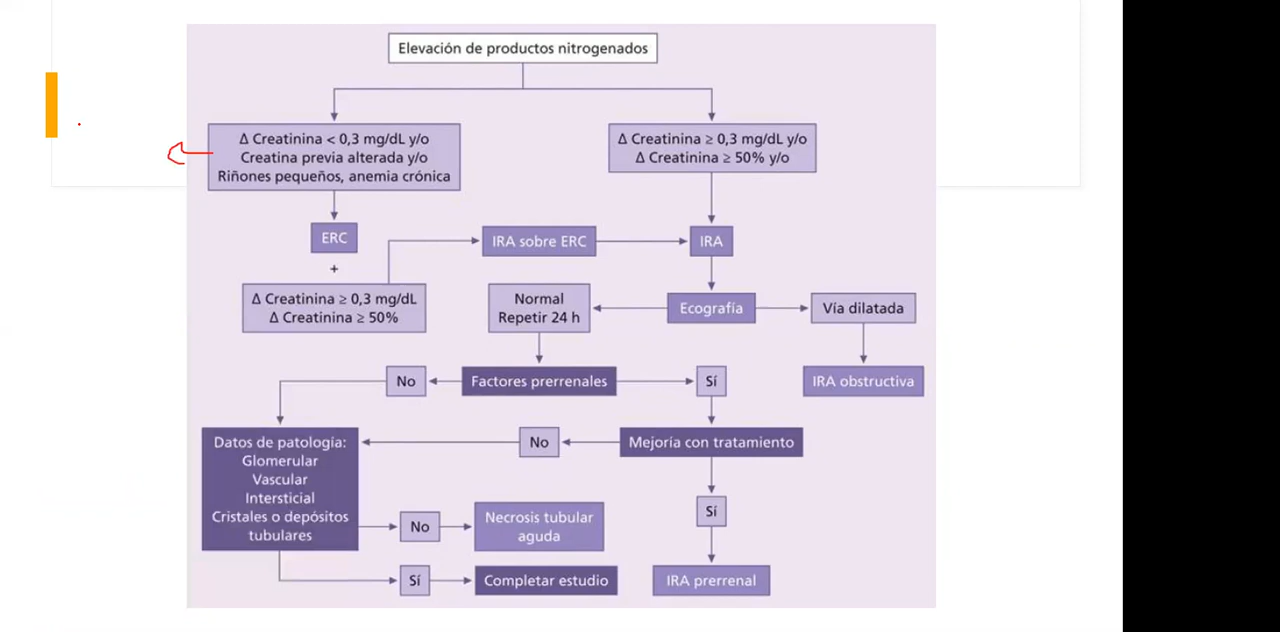 Elevación de productos nitrogenados
Δ Creatinina < 0,3 mg/dL y/o
Creatina previa alterada y/o
Riñones pequeños, anemia crónica
Δ Creatinina ≥ 0,3 mg/dL y/o
Δ Creatinina ≥ 50% y/o
ERC
IRA sobre ERC
IRA
+
Δ Creatinina ≥ 0,3 mg/dL
Δ Creatinina ≥ 50%
Normal
Repetir 24 h
Ecografía
Vía dilatada
No
Factores prerrenales
Sí
IRA obstructiva
Datos de patología:
Glomerular
Vascular
Intersticial
Cristales o depósitos
tubulares
No
Mejoría con tratamiento
No
Necrosis tubular
aguda
Sí
Sí
Completar estudio
IRA prerrenal